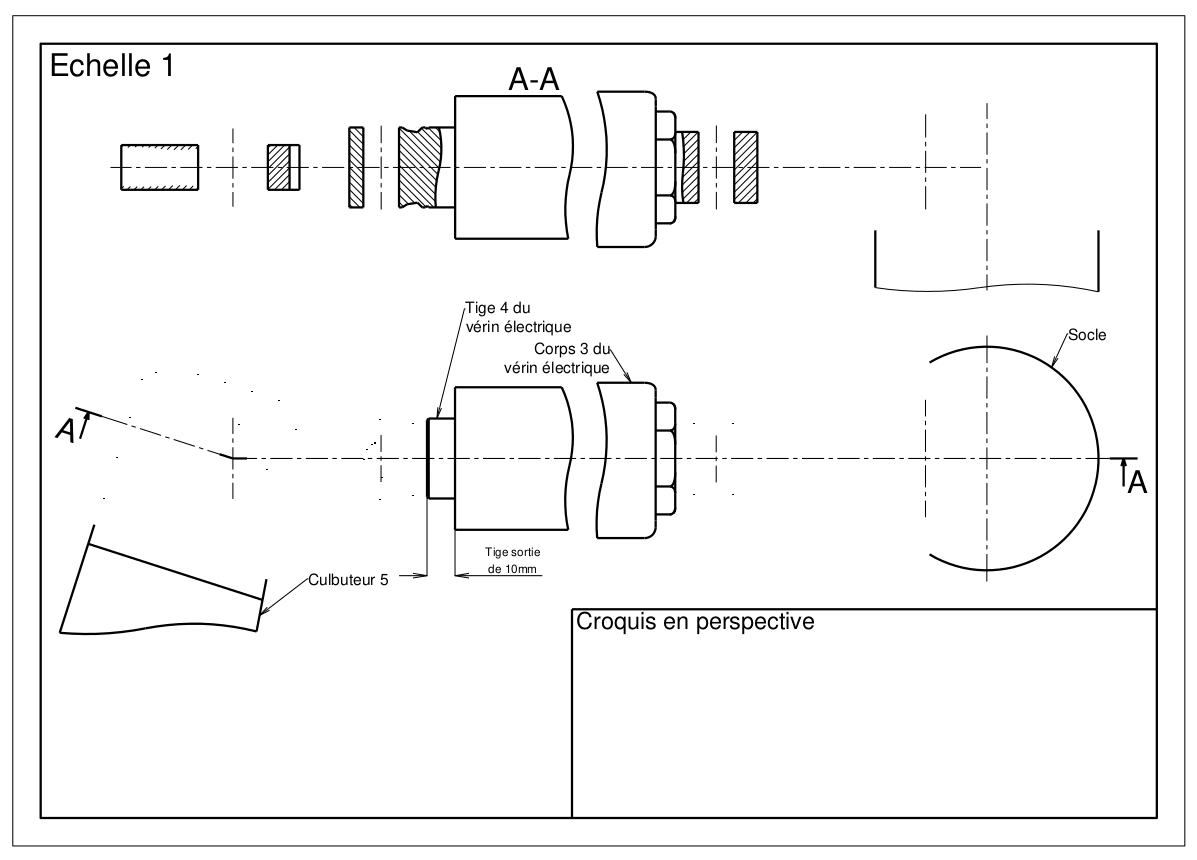 Echelle 1
A-A
Tige 4 du
vérin électrique
Corps 3 du
vérin électrique
Socle
A
A
Tige sortie
de 10mm
Culbuteur 5
Croquis en perspective